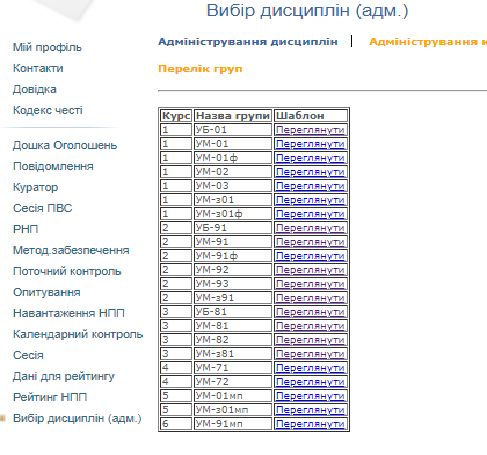 Вибір дисциплін (адм.)
Мій профіль
Контакти
Довідка
Кодекс честі
Дошка Оголошень
Повідомлення
Куратор
Сесія ПВС
РНП
Метод.забезпечення
Поточний контроль
Опитування
Навантаження НПП
Календарний контроль
Сесія
Дані для рейтингу
Рейтинг НПП
Вибір дисциплін (адм.)
Адміністрування дисциплін | Адміністрування
Перелік груп
Курс Назва групи Шаблон
1 УБ-01 Переглянути
1 УМ-01 Переглянути
1 УМ-01ф Переглянути
1 УМ-02 Переглянути
1 УМ-03 Переглянути
1 УМ-з01 Переглянути
1 УМ-з01ф Переглянути
2 УБ-91 Переглянути
2 УМ-91 Переглянути
2 УМ-91ф Переглянути
2 УМ-92 Переглянути
2 УМ-93 Переглянути
2 УМ-з91 Переглянути
3 УБ-81 Переглянути
3 УМ-81 Переглянути
3 УМ-82 Переглянути
3 УМ-з81 Переглянути
4 УМ-71 Переглянути
4 УМ-72 Переглянути
5 УМ-01мп Переглянути
5 УМ-з01мп Переглянути
6 УМ-91мп Переглянути